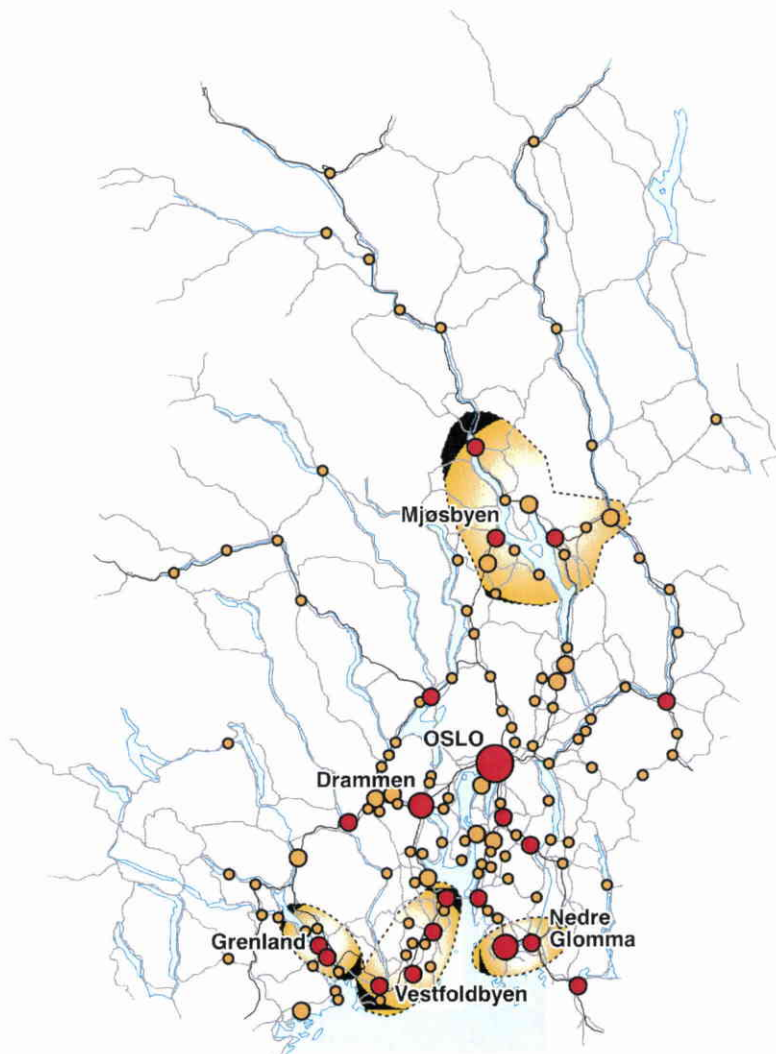 Mjøsbyen
OSLO
Drammen
Nedre
Glomma
Grenland
Vestfoldbyen